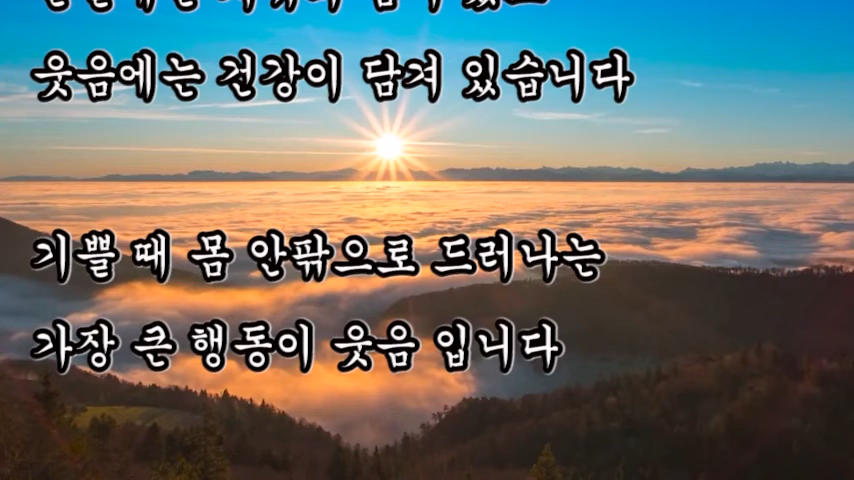 웃음에는 건강이 담겨 있습니다
기쁠 때 몸 안팎으로 드러나는
가장 큰 행동이 웃음 입니다